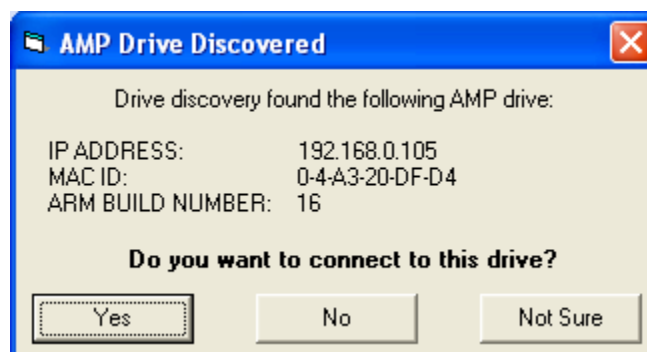 AMP Drive Discovered
Drive discovery found the following AMP drive:
IP ADDRESS: 192.168.0.105
MAC ID: 0-4-A3-20-DF-D4
ARM BUILD NUMBER: 16
Do you want to connect to this drive?
Yes No Not Sure